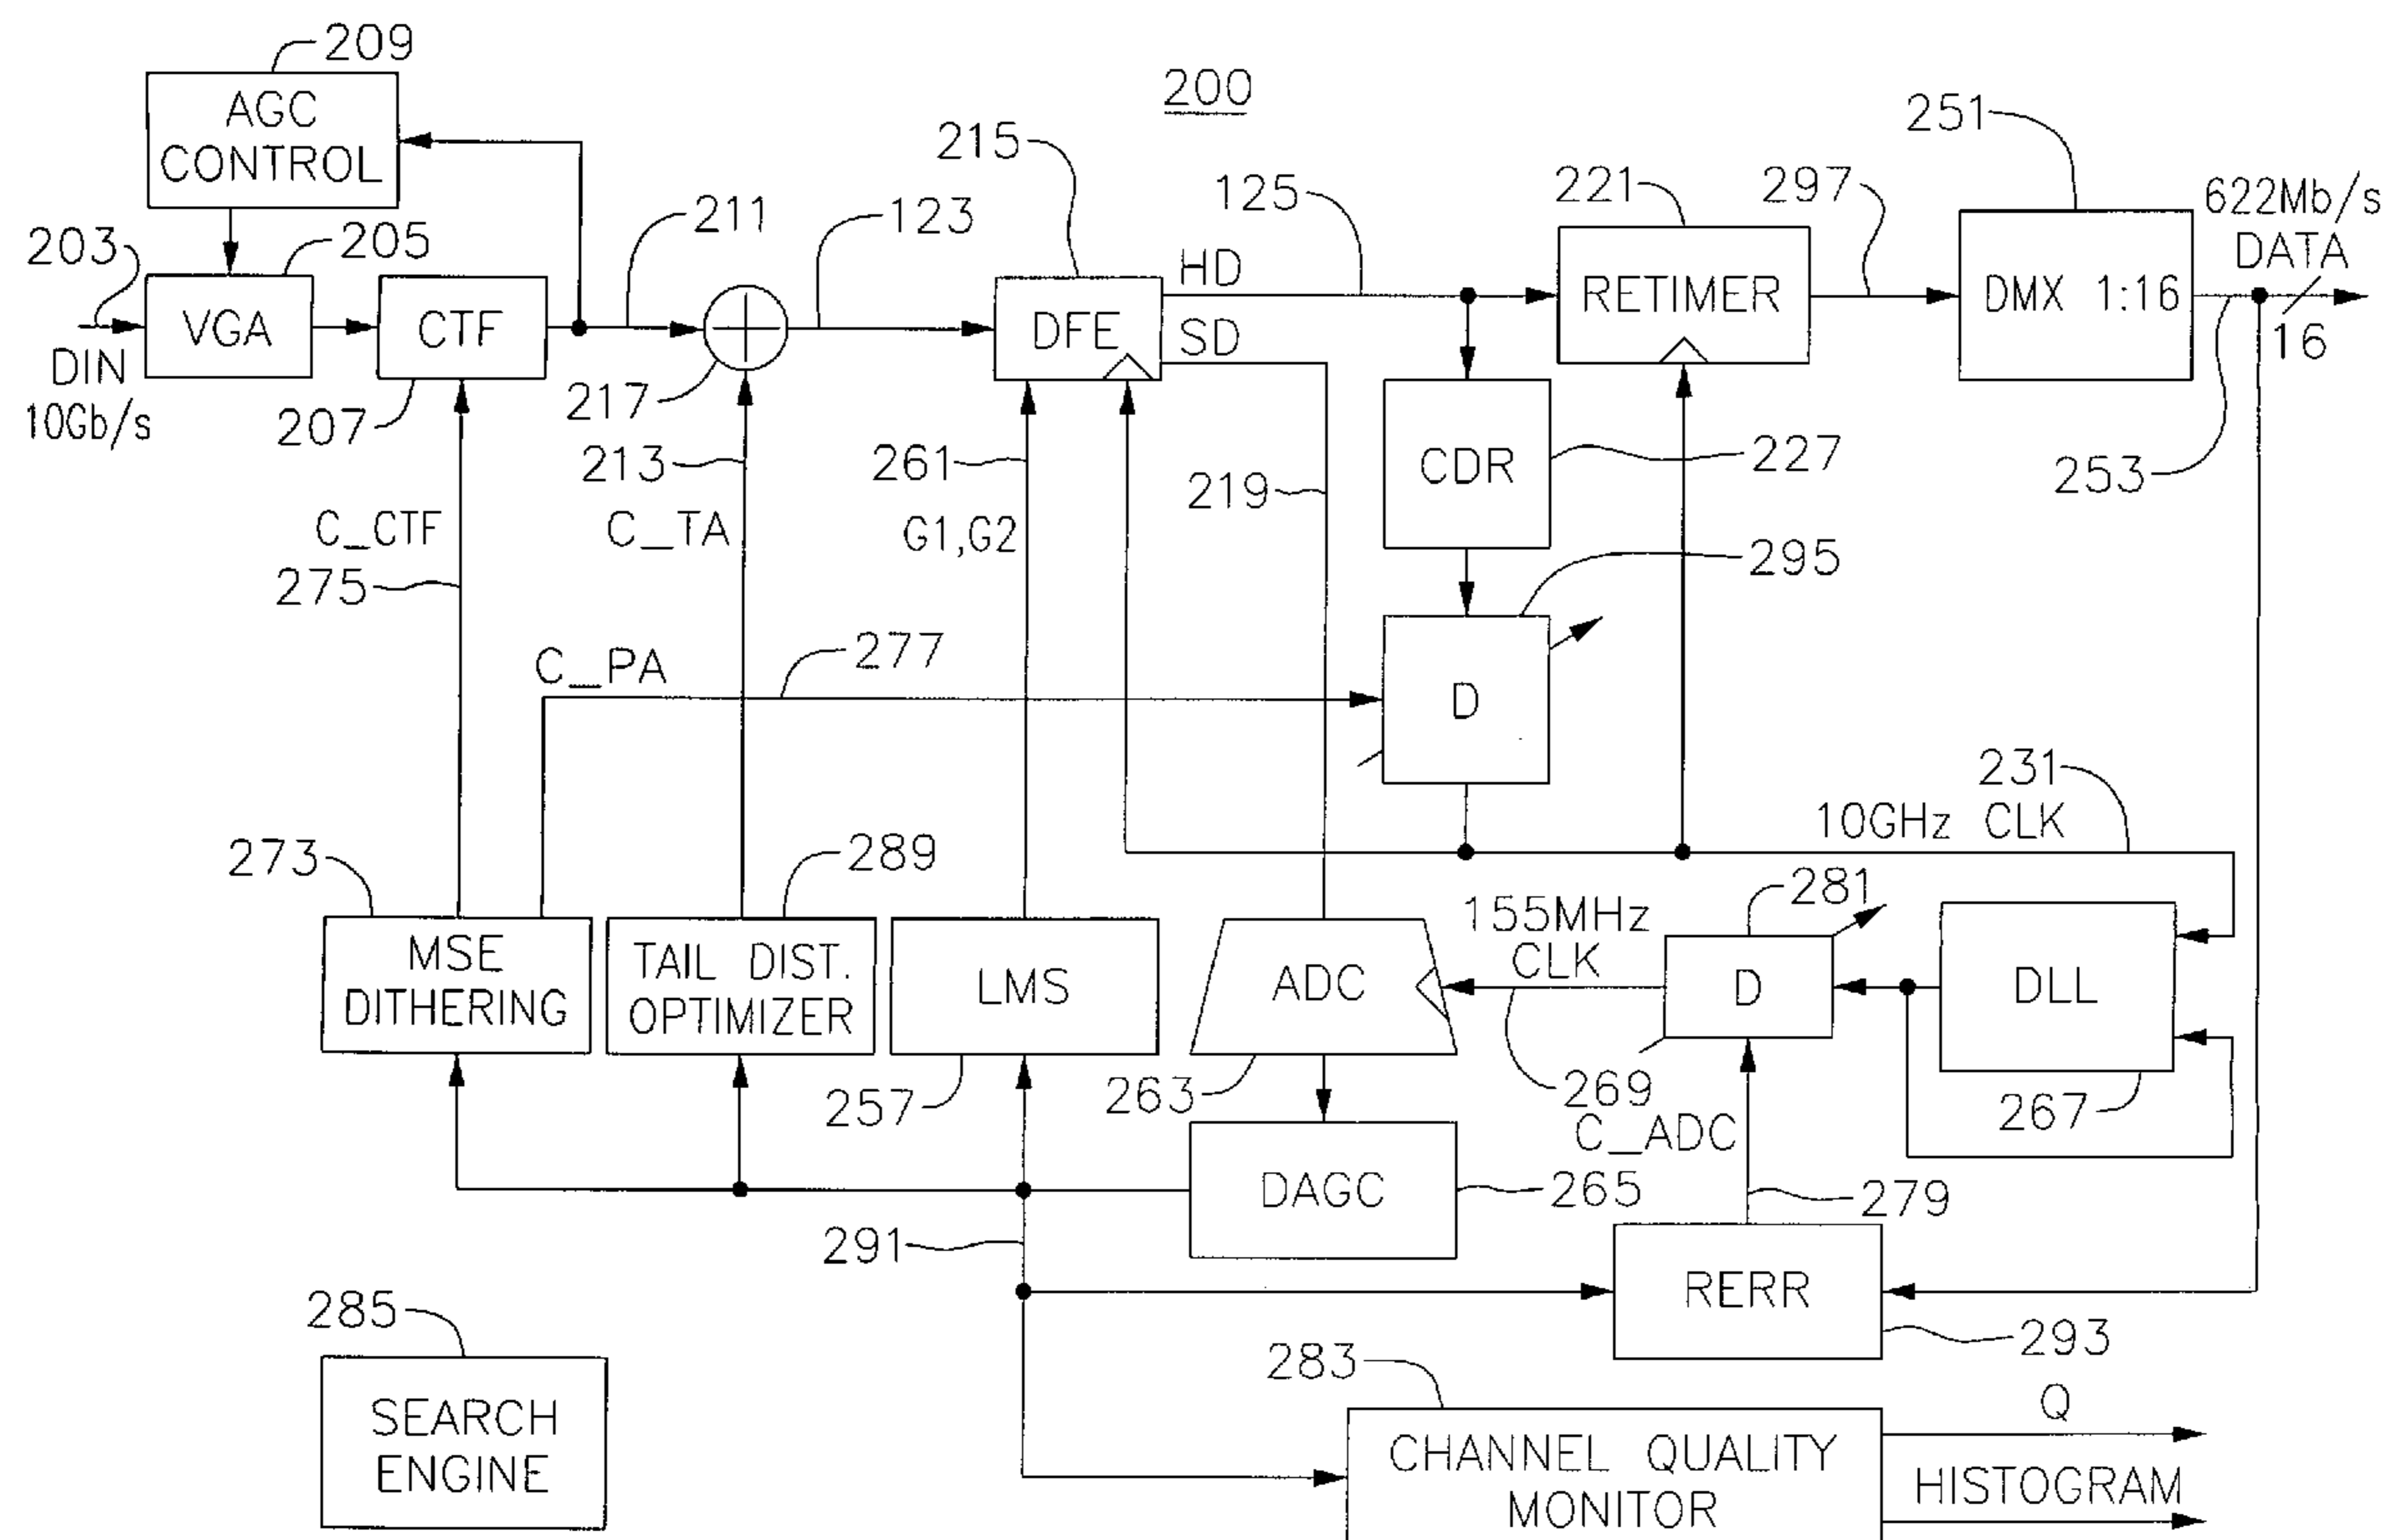 209
AGC
CONTROL
200
251
215
221
297
125
622Mb/s
DATA
203
205
211
123
HD
VGA
CTF
DFE
SD
RETIMER
DMX 1:16
16
DIN
10Gb/s
207
217
213
261
219
CDR
227
253
C_CTF
C_TA
G1,G2
275
295
C_PA
277
D
231
10GHz CLK
273
289
281
155MHz
CLK
MSE
DITHERING
TAIL DIST.
OPTIMIZER
LMS
ADC
D
DLL
257
263
269
267
C_ADC
DAGC
265
279
291
RERR
293
285
283
SEARCH
ENGINE
CHANNEL QUALITY
MONITOR
Q
HISTOGRAM